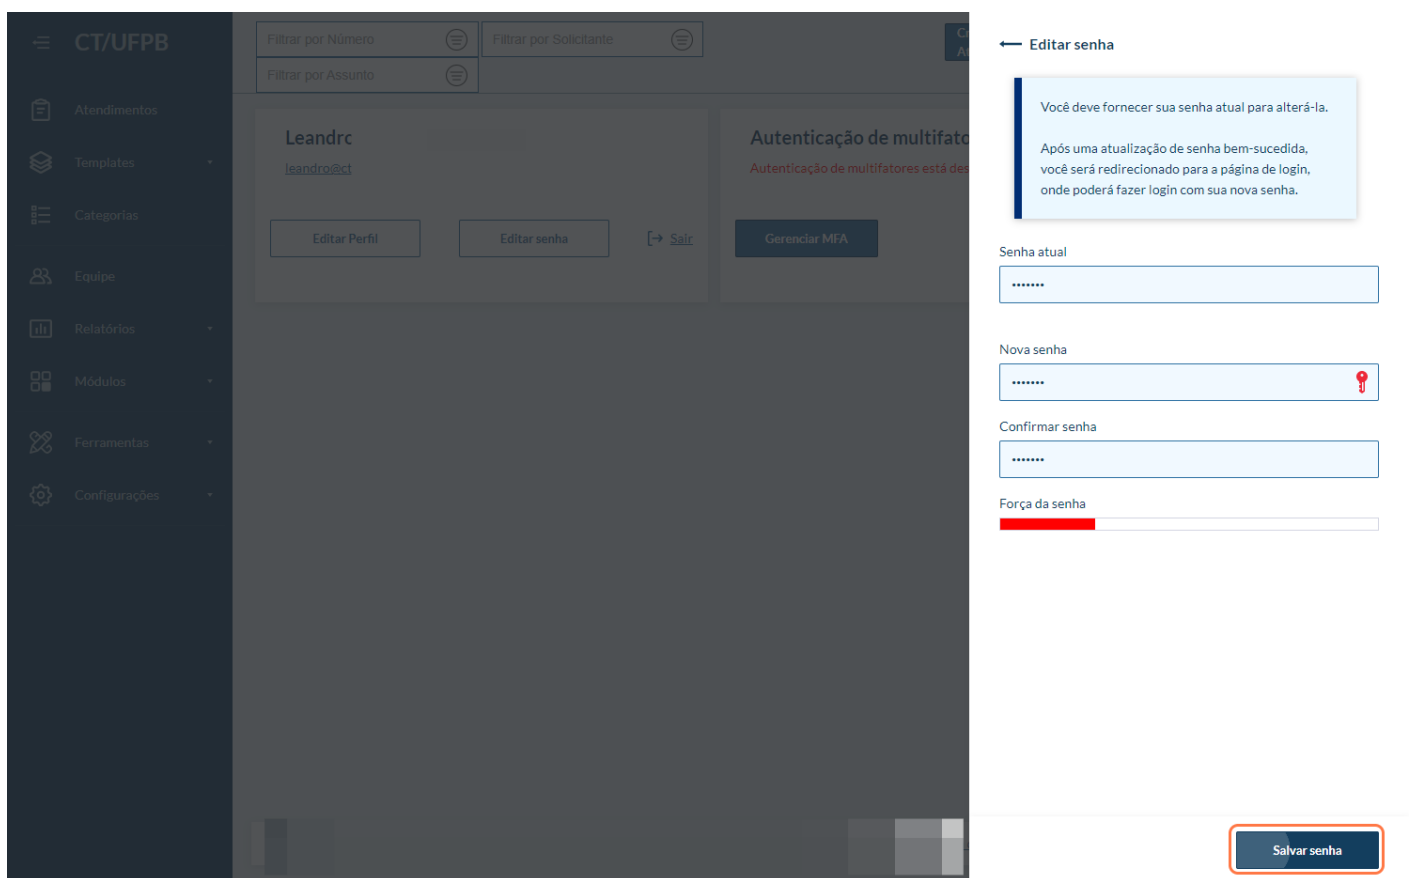 CT/UFPB
Atendimentos
Templates
Categorias
Equipe
Relatórios
Módulos
Ferramentas
Configurações
Filtrar por Número
Filtrar por Solicitante
Filtrar por Assunto
Leandro
leandro@ct
Editar Perfil
Editar senha
Sair
Autenticação de multifato
Autenticação de multifatores está des
Gerenciar MFA
Editar senha
Você deve fornecer sua senha atual para alterá-la.
Após uma atualização de senha bem-sucedida,
você será redirecionado para a página de login,
onde poderá fazer login com sua nova senha.
Senha atual
•••••••
Nova senha
•••••••
Confirmar senha
•••••••
Força da senha
Salvar senha